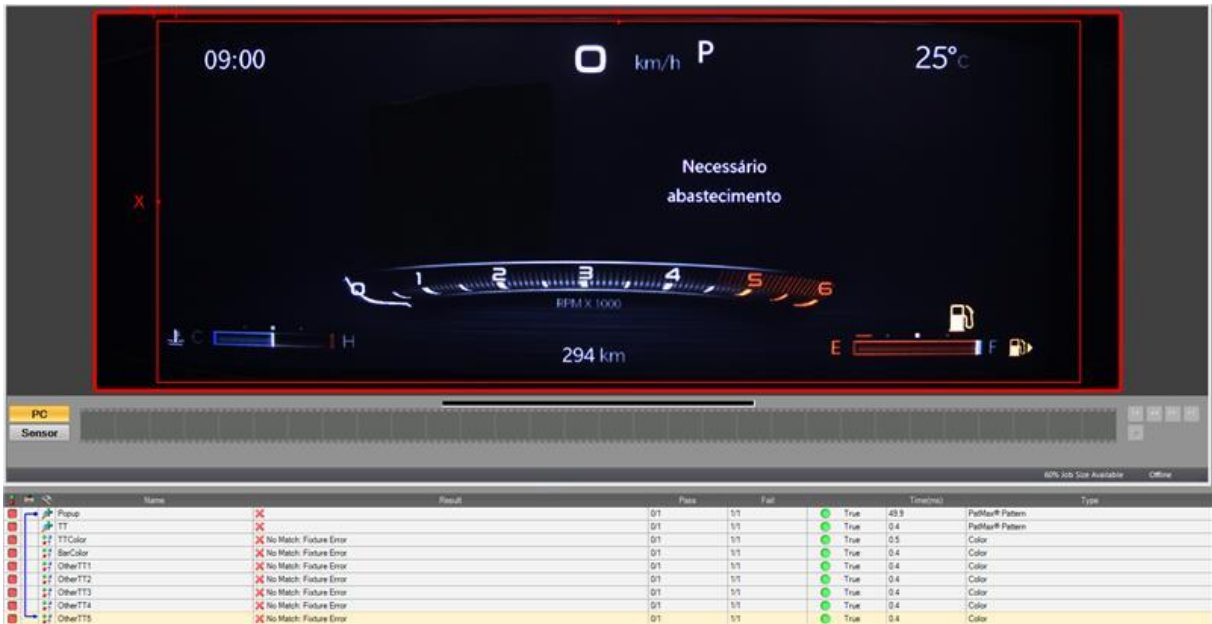 09:00
0 km/h P
25°C
Necessário
abastecimento
X
0 1 2 3 4 5 6
RPM X 1000
C H
E F
294 km
PC
Sensor
60% Job Size Available Offline
Name Result Pass Fail Time(ms) Type
Popup 0/1 1/1 True 49.9 PatMax® Pattern
TT 0/1 1/1 True 0.4 PatMax® Pattern
TTColor No Match: Fixture Error 0/1 1/1 True 0.5 Color
BarColor No Match: Fixture Error 0/1 1/1 True 0.4 Color
OtherTT1 No Match: Fixture Error 0/1 1/1 True 0.4 Color
OtherTT2 No Match: Fixture Error 0/1 1/1 True 0.4 Color
OtherTT3 No Match: Fixture Error 0/1 1/1 True 0.4 Color
OtherTT4 No Match: Fixture Error 0/1 1/1 True 0.4 Color
OtherTT5 No Match: Fixture Error 0/1 1/1 True 0.4 Color